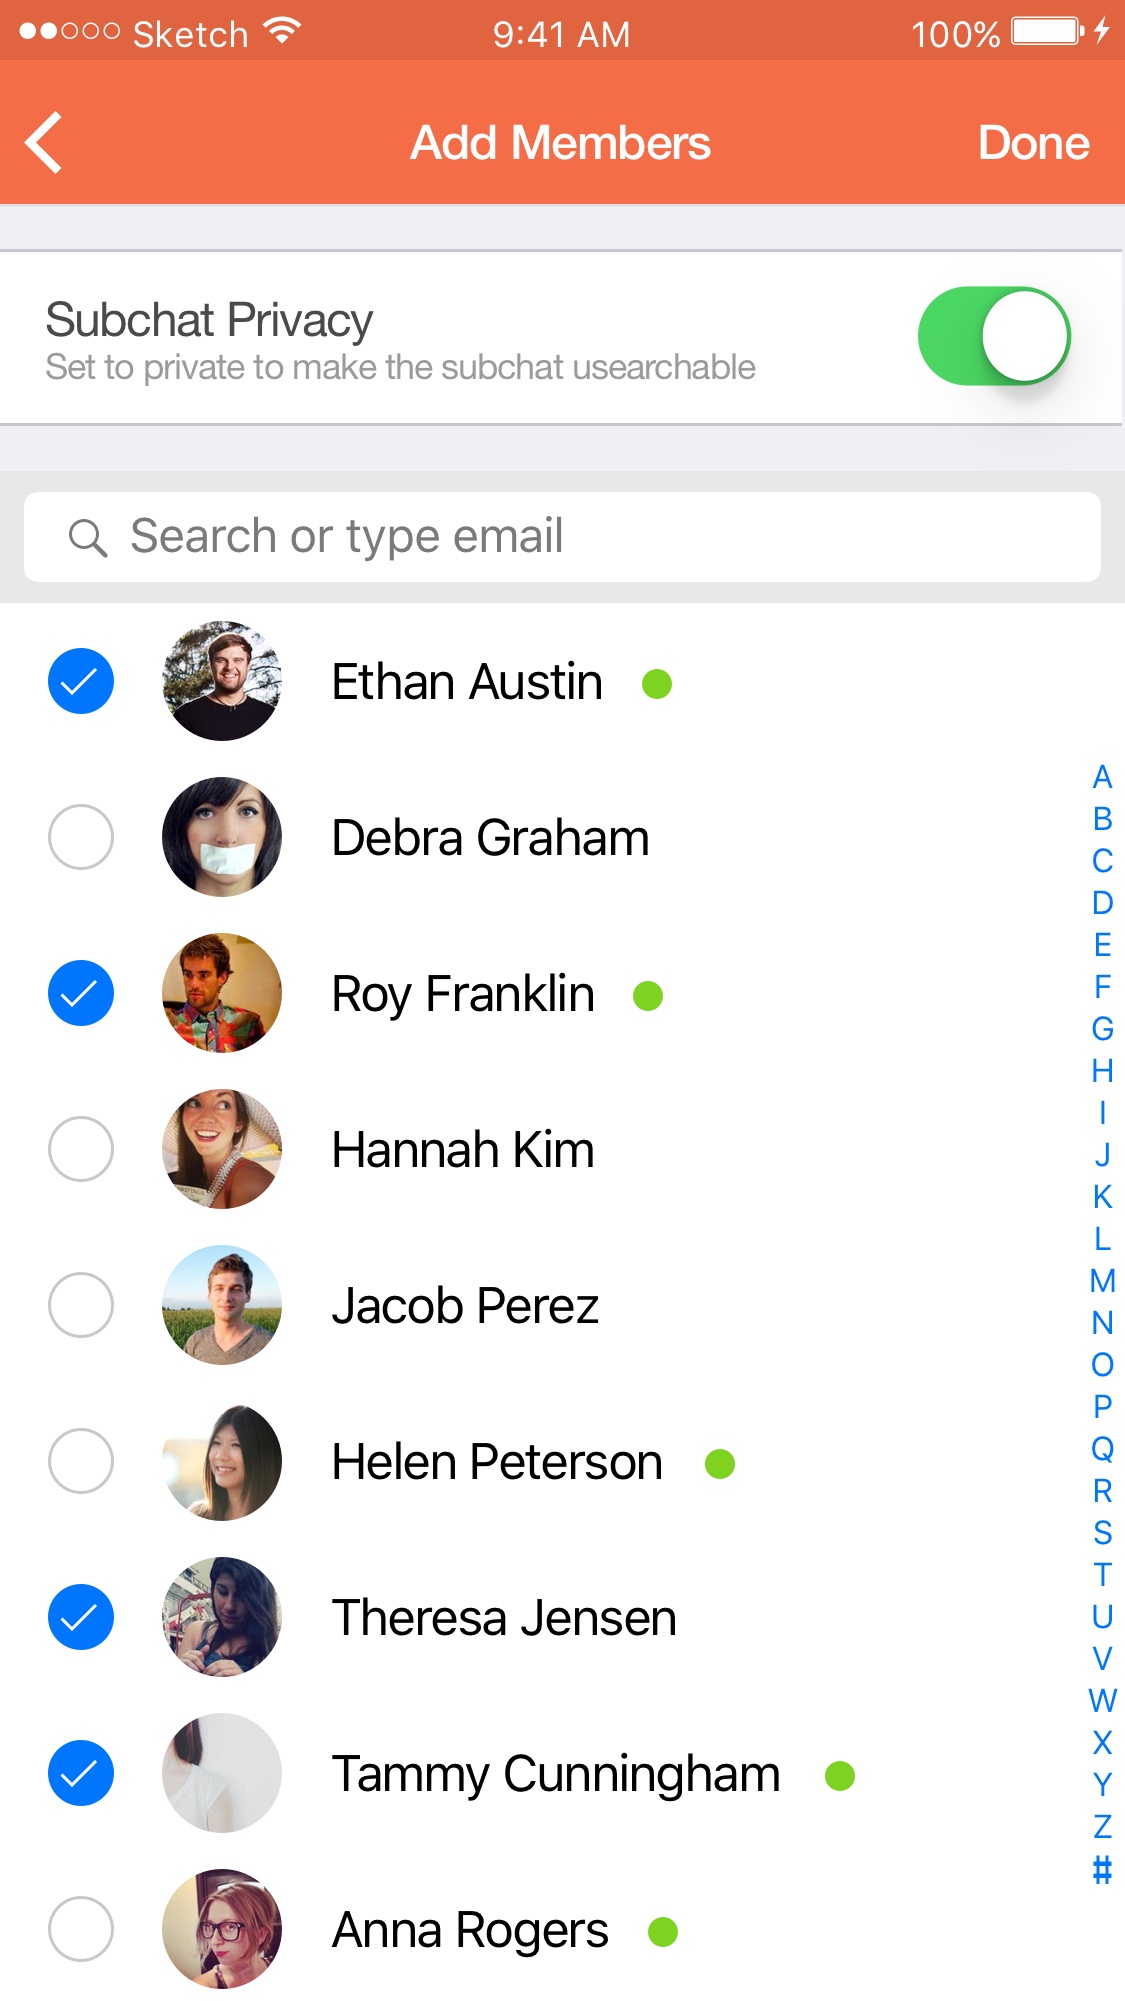 Sketch 9:41 AM 100%
Add Members Done
Subchat Privacy
Set to private to make the subchat usearchable
Search or type email
Ethan Austin
Debra Graham
Roy Franklin
Hannah Kim
Jacob Perez
Helen Peterson
Theresa Jensen
Tammy Cunningham
Anna Rogers
A
B
C
D
E
F
G
H
I
J
K
L
M
N
O
P
Q
R
S
T
U
V
W
X
Y
Z
#